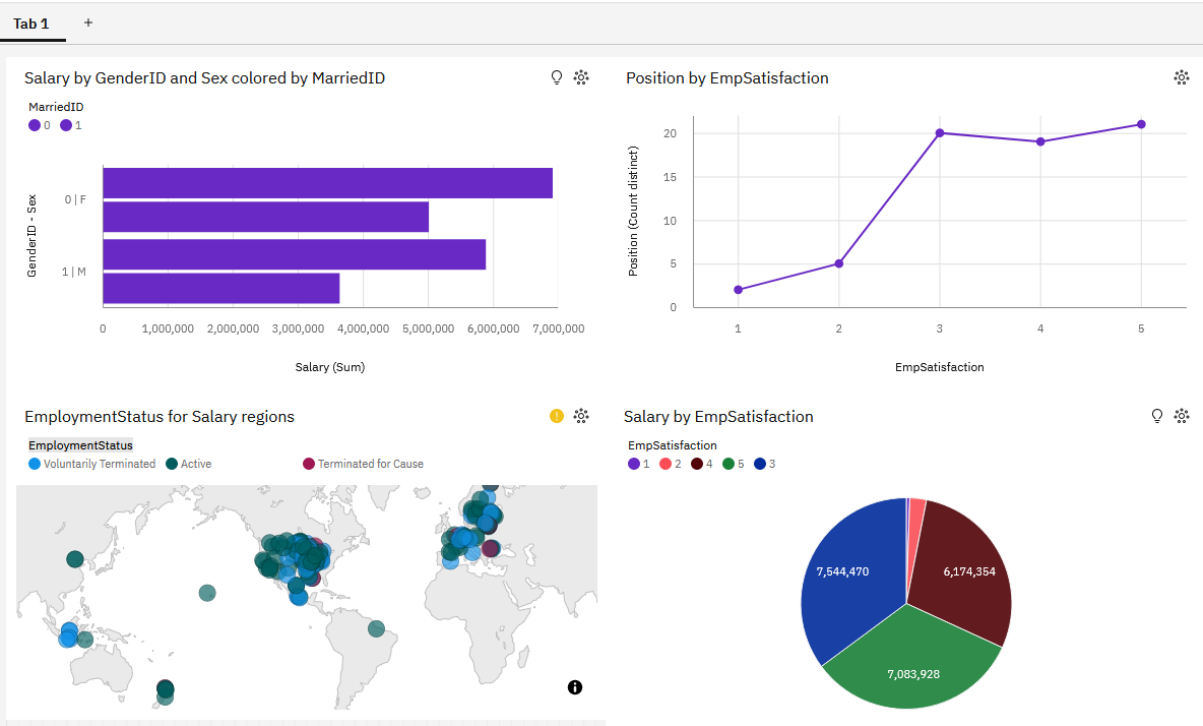 Tab 1 +
Salary by GenderID and Sex colored by MarriedID
MarriedID
0 1
GenderID - Sex
0 | F
1 | M
0 1,000,000 2,000,000 3,000,000 4,000,000 5,000,000 6,000,000 7,000,000
Salary (Sum)
Position by EmpSatisfaction
Position (Count distinct)
20
15
10
5
0
1 2 3 4 5
EmpSatisfaction
EmploymentStatus for Salary regions
EmploymentStatus
Voluntarily Terminated Active Terminated for Cause
Salary by EmpSatisfaction
EmpSatisfaction
1 2 4 5 3
7,544,470
6,174,354
7,083,928